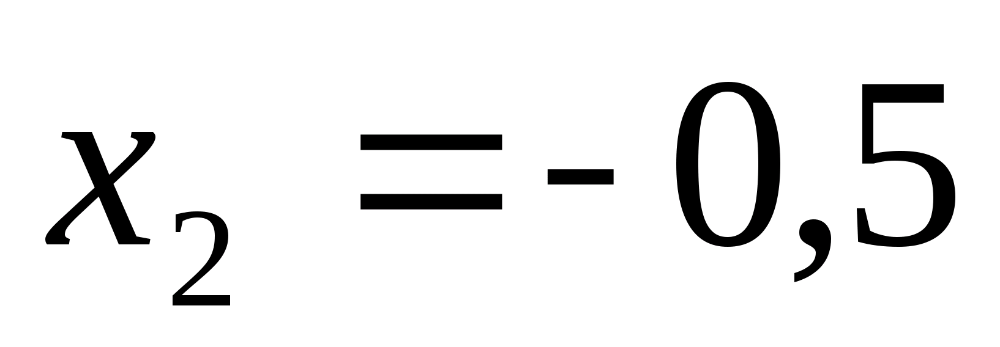 x₂ = - 0,5